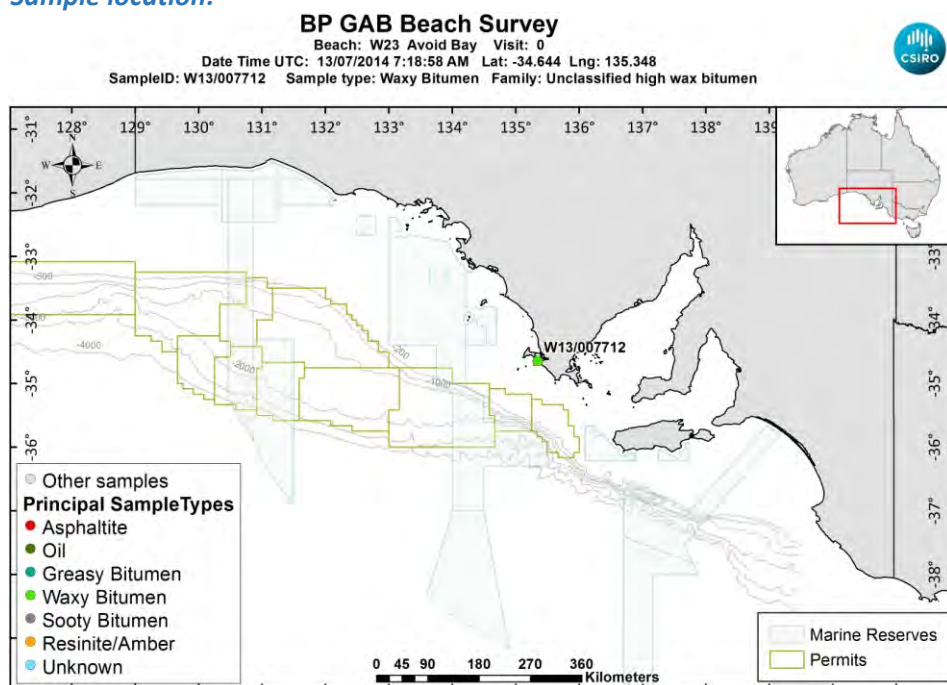 Sample location:
BP GAB Beach Survey
Beach: W23 Avoid Bay Visit: 0
Date Time UTC: 13/07/2014 7:18:58 AM Lat: -34.644 Lng: 135.348
SampleID: W13/007712 Sample type: Waxy Bitumen Family: Unclassified high wax bitumen
CSIRO
128° 129° 130° 131° 132° 133° 134° 135° 136° 137° 138° 139
-31°
-32°
-33°
-34°
-35°
-36°
-37°
-38°
N
W E
S
-31°
-32°
-33°
-34°
-35°
-36°
-37°
-38°
-200
-1000
-2000
-4000
W13/007712
Other samples
Principal SampleTypes
Asphaltite
Oil
Greasy Bitumen
Waxy Bitumen
Sooty Bitumen
Resinite/Amber
Unknown
0 45 90 180 270 360
Kilometers
Marine Reserves
Permits